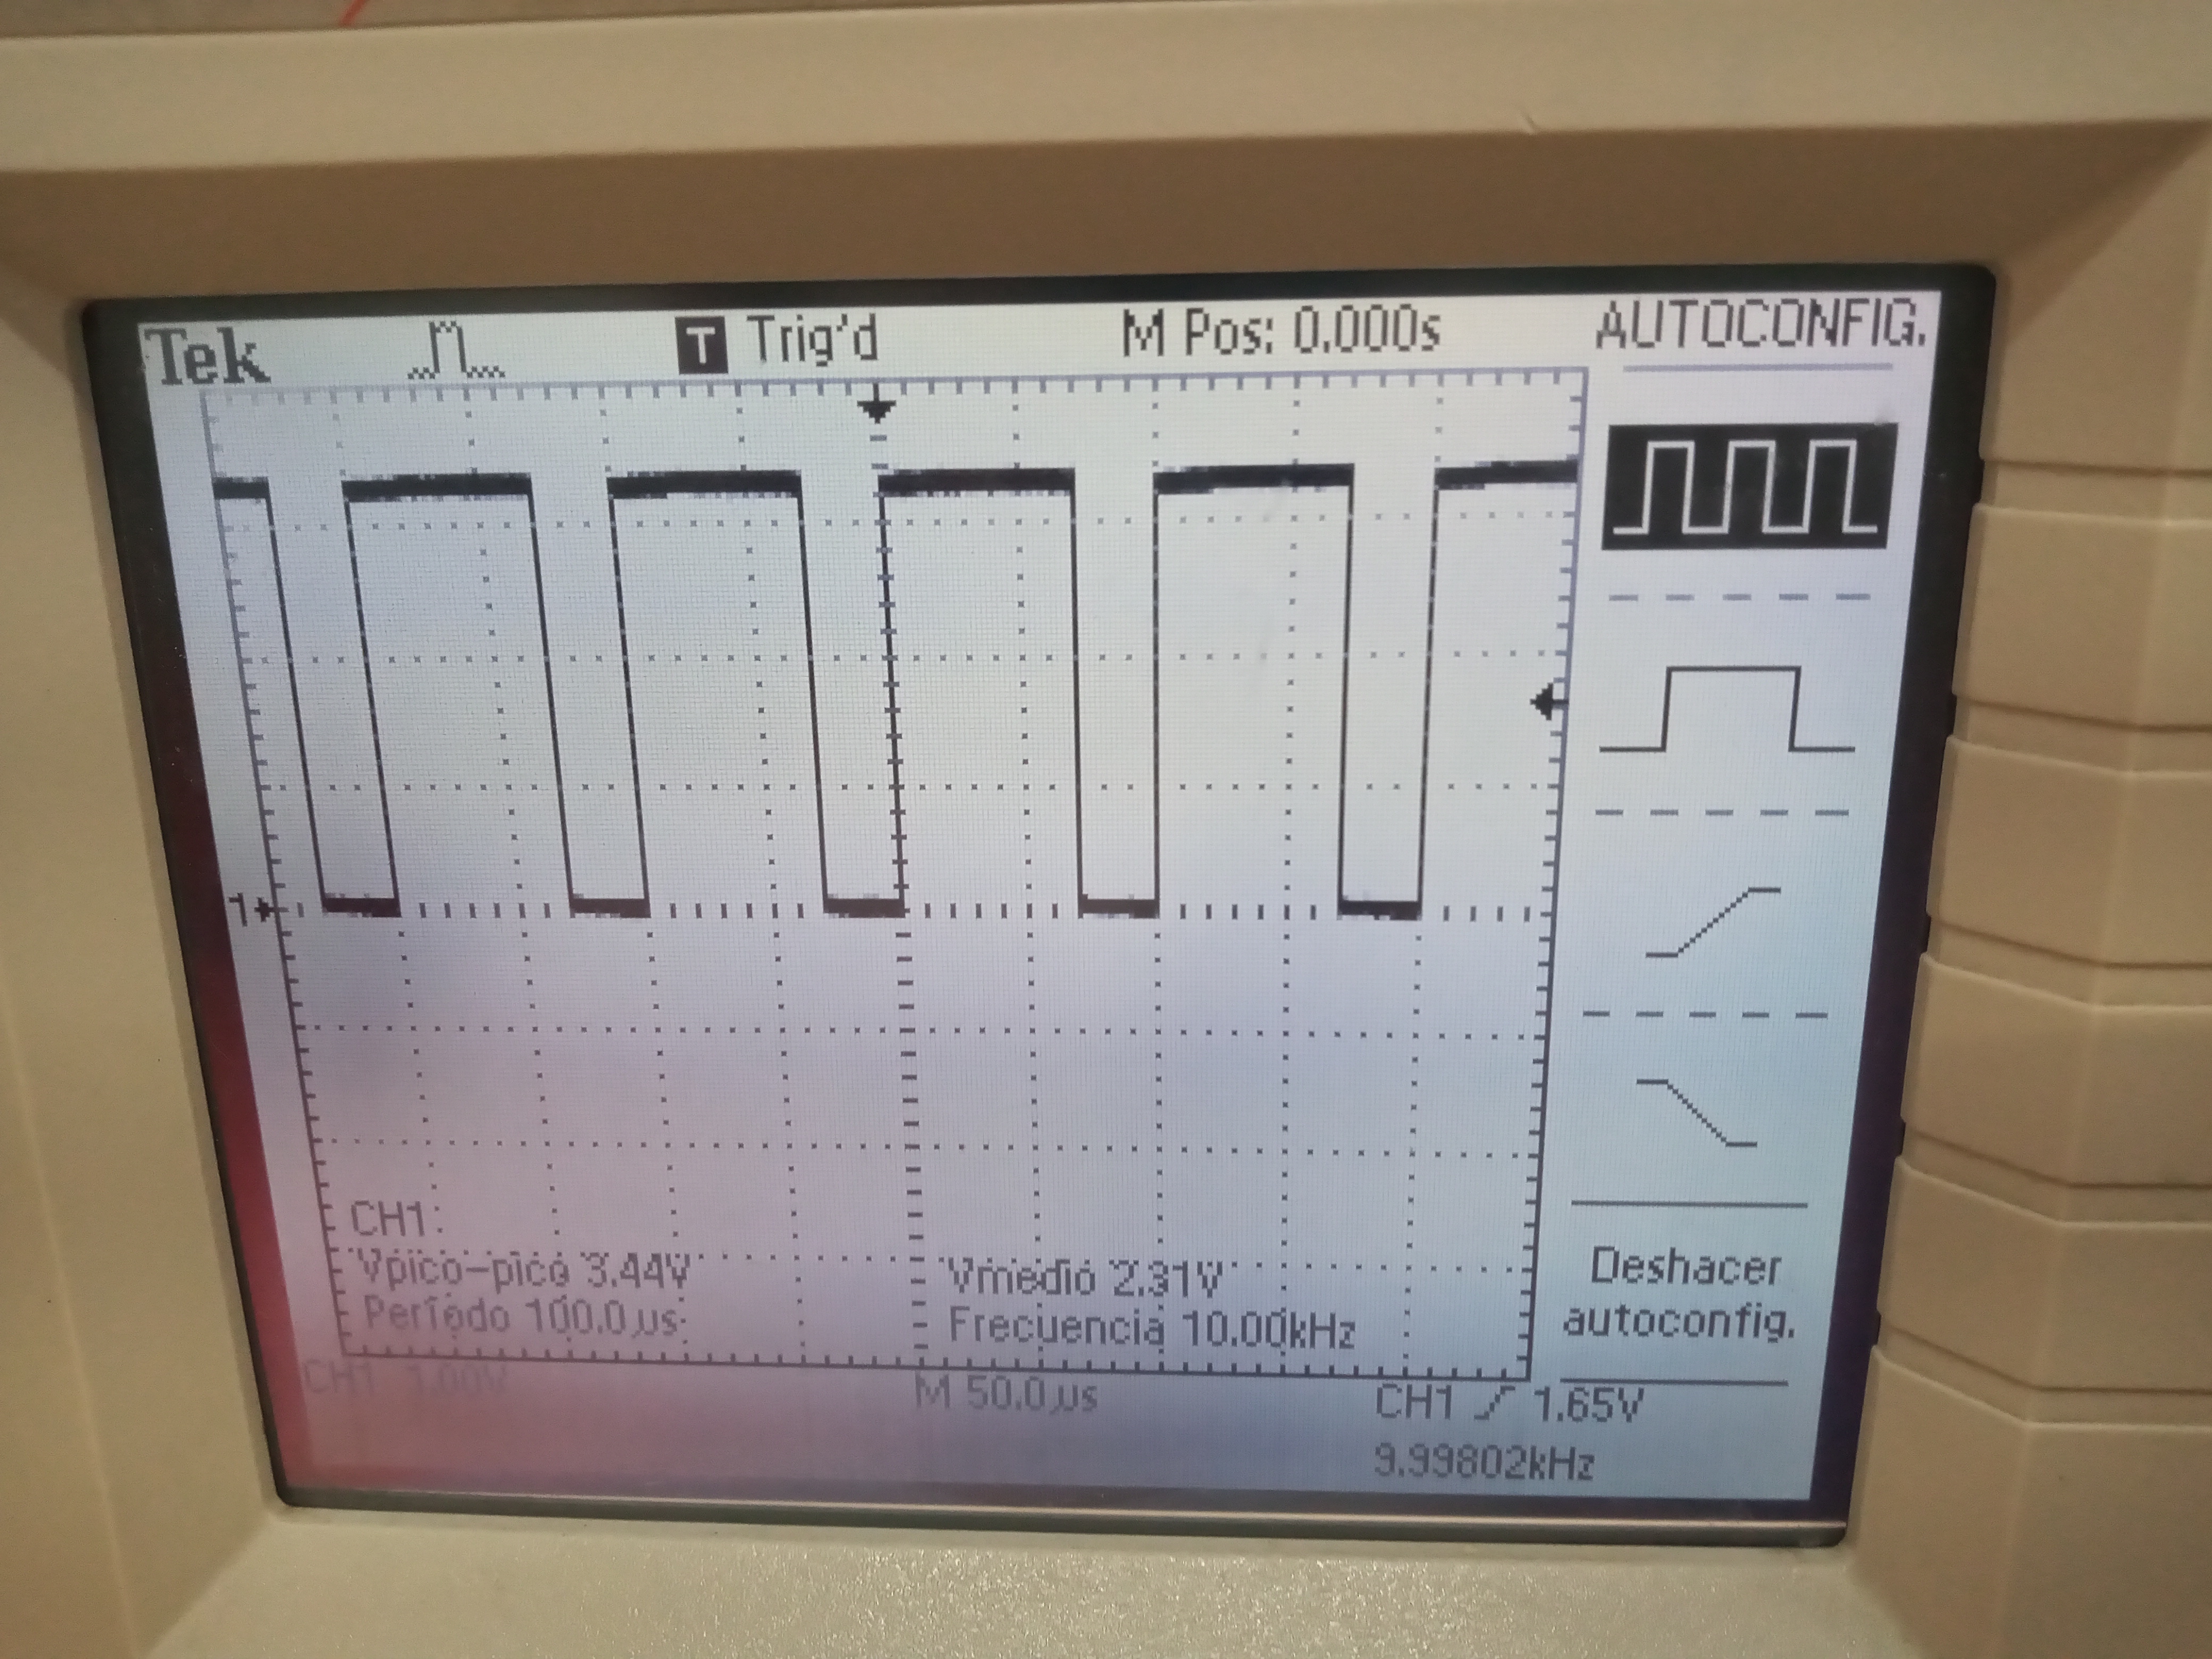 Tek T Trig'd M Pos: 0.000s AUTOCONFIG.
1
CH1:
Vpico-pico 3.44V Vmedio 2.31V
Período 100.0µs Frecuencia 10.00kHz
Deshacer
autoconfig.
CH1 1.00V M 50.0µs CH1 1.65V
9.99802kHz